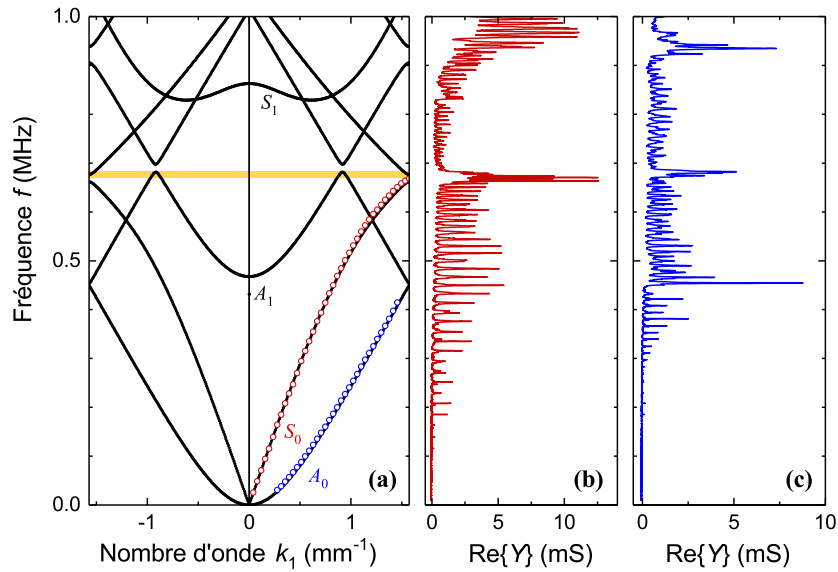 1.0
0.5
0.0
Fréquence f (MHz)
-1 0 1
Nombre d'onde k₁ (mm⁻¹)
S₁
A₁
S₀
A₀
(a)
0 5 10
Re{Y} (mS)
(b)
0 5 10
Re{Y} (mS)
(c)